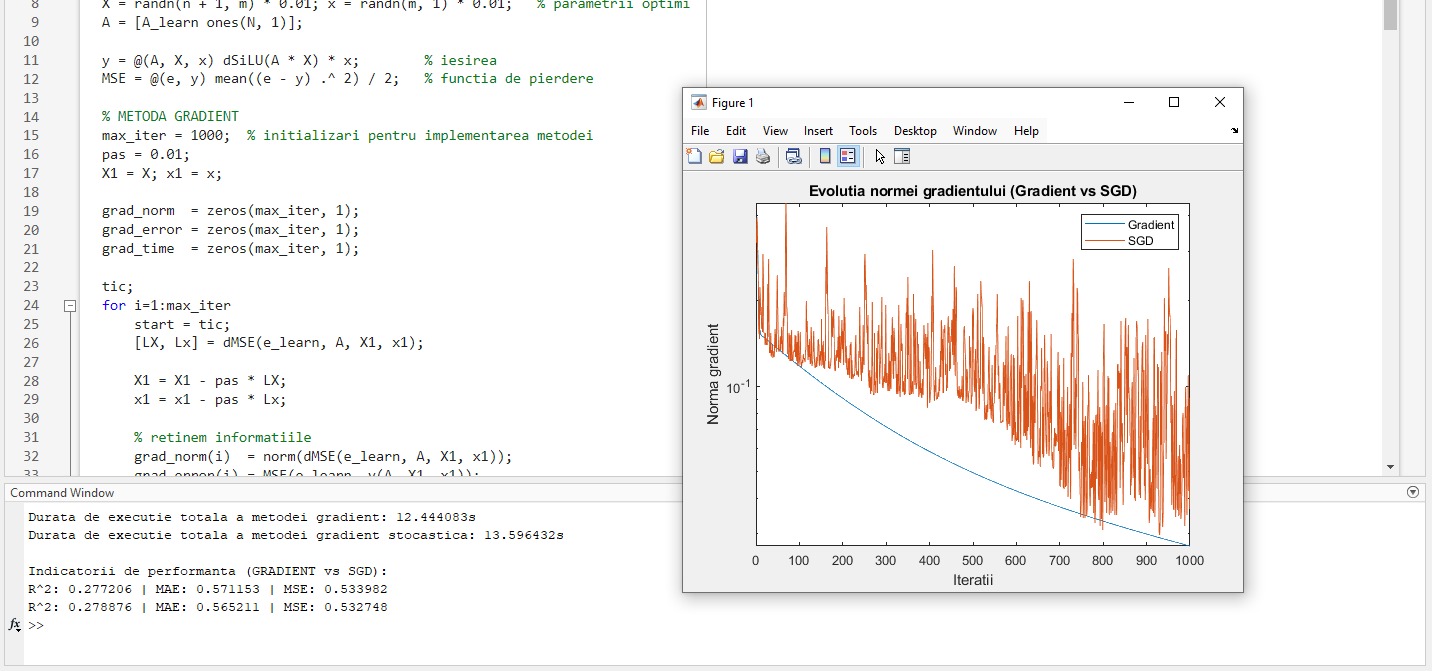 8 X = randn(n + 1, m) * 0.01; x = randn(m, 1) * 0.01; % parametrii optimi
9 A = [A_learn ones(N, 1)];
10
11 y = @(A, X, x) dSiLU(A * X) * x; % iesirea
12 MSE = @(e, y) mean((e - y) .^ 2) / 2; % functia de pierdere
13
14 % METODA GRADIENT
15 max_iter = 1000; % initializari pentru implementarea metodei
16 pas = 0.01;
17 X1 = X; x1 = x;
18
19 grad_norm = zeros(max_iter, 1);
20 grad_error = zeros(max_iter, 1);
21 grad_time = zeros(max_iter, 1);
22
23 tic;
24 for i=1:max_iter
25 start = tic;
26 [LX, Lx] = dMSE(e_learn, A, X1, x1);
27
28 X1 = X1 - pas * LX;
29 x1 = x1 - pas * Lx;
30
31 % retinem informatiile
32 grad_norm(i) = norm(dMSE(e_learn, A, X1, x1));
33 grad_error(i) = MSE(e_learn, y(A, X1, x1));
Figure 1
File Edit View Insert Tools Desktop Window Help
Evolutia normei gradientului (Gradient vs SGD)
Gradient
SGD
Norma gradient
10-1
0 100 200 300 400 500 600 700 800 900 1000
Iteratii
Command Window
Durata de executie totala a metodei gradient: 12.444083s
Durata de executie totala a metodei gradient stocastica: 13.596432s
Indicatorii de performanta (GRADIENT vs SGD):
R^2: 0.277206 | MAE: 0.571153 | MSE: 0.533982
R^2: 0.278876 | MAE: 0.565211 | MSE: 0.532748
fx >>